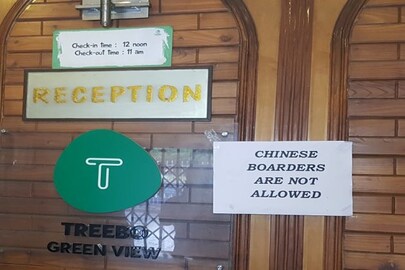 Check-in time : 12 noon
Check-out time : 11 am
RECEPTION
T
TREEBO
GREEN VIEW
CHINESE
BOARDERS
ARE NOT
ALLOWED